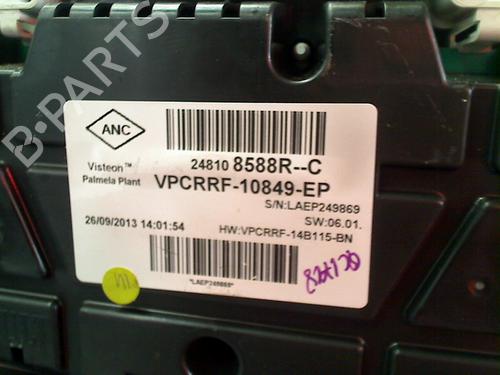 B-PARTS
ANC
Visteon™
Palmela Plant
24810 8588R--C
VPCRRF-10849-EP
S/N:LAEP249869
SW:06.01.
26/09/2013 14:01:54
HW:VPCRRF-14B115-BN
*LAEP249869*